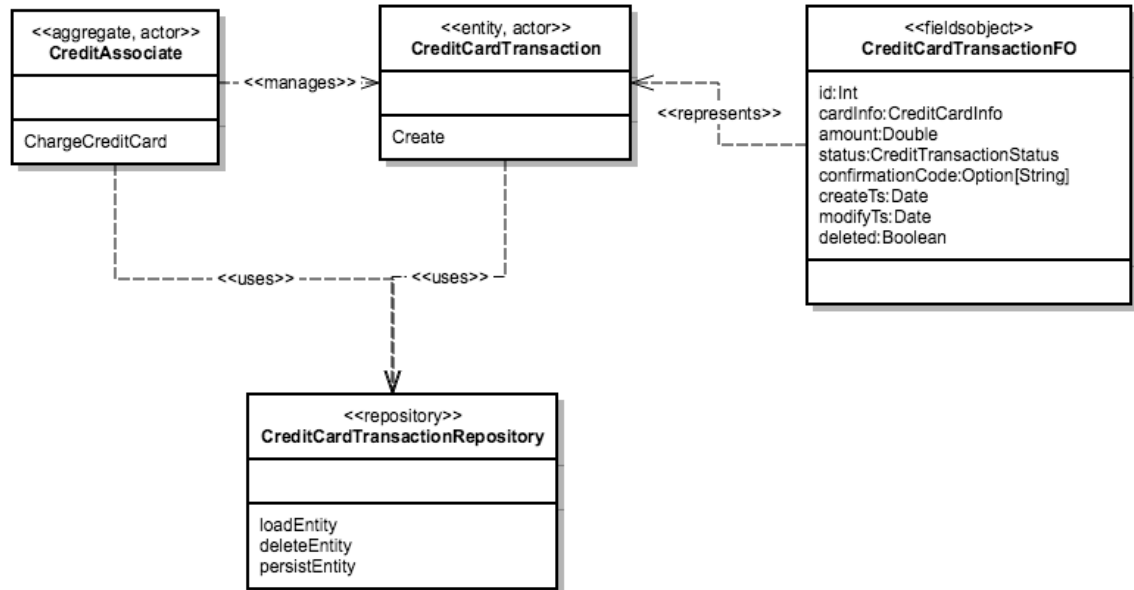 <<aggregate, actor>>
CreditAssociate
ChargeCreditCard
<<manages>>
<<entity, actor>>
CreditCardTransaction
Create
<<represents>>
<<fieldsobject>>
CreditCardTransactionFO
id:Int
cardInfo:CreditCardInfo
amount:Double
status:CreditTransactionStatus
confirmationCode:Option[String]
createTs:Date
modifyTs:Date
deleted:Boolean
<<uses>>
<<uses>>
<<repository>>
CreditCardTransactionRepository
loadEntity
deleteEntity
persistEntity